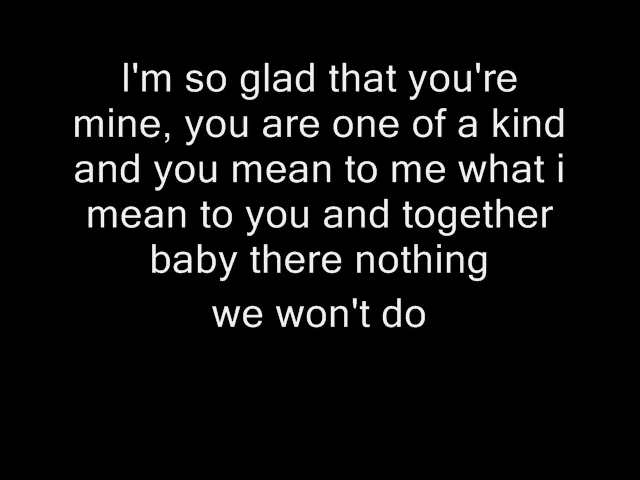 I'm so glad that you're
mine, you are one of a kind
and you mean to me what i
mean to you and together
baby there nothing
we won't do